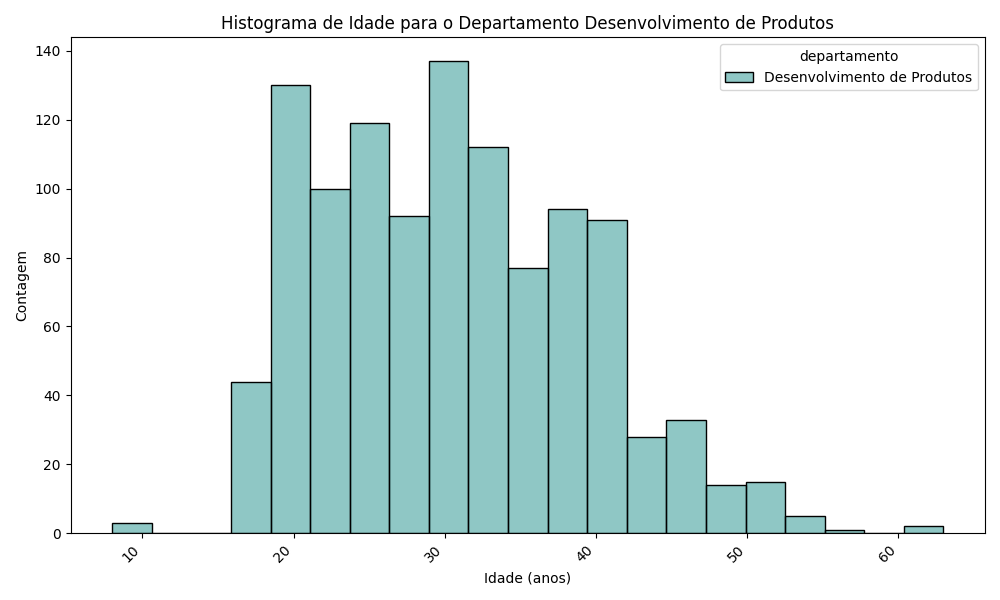 Histograma de Idade para o Departamento Desenvolvimento de Produtos
departamento
Desenvolvimento de Produtos
Contagem
140
120
100
80
60
40
20
0
10
20
30
40
50
60
Idade (anos)